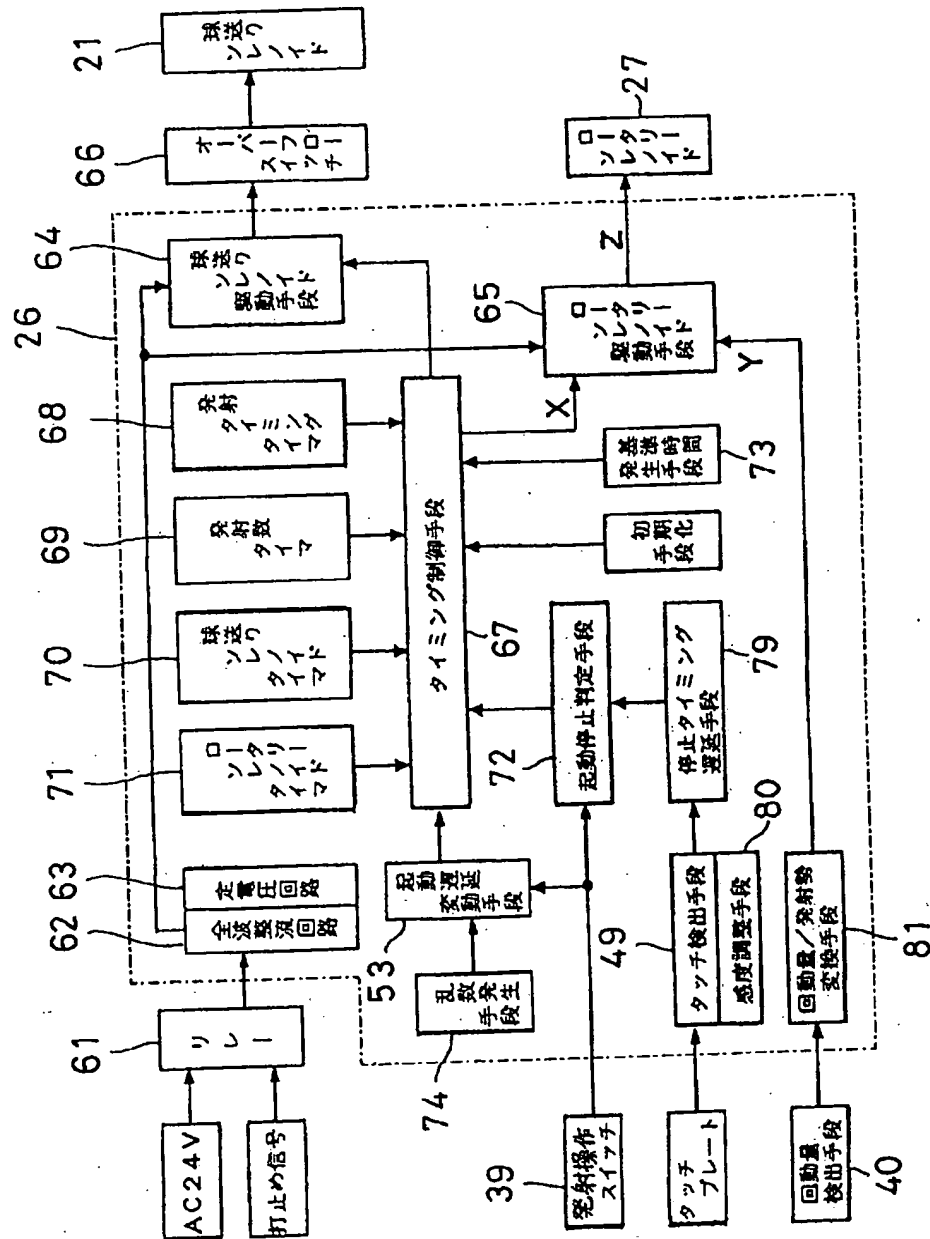 AC24V
打止め信号
61
リレー
62
63
全波整流回路
定電圧回路
26
71
ロータリー
ソレノイド
タイマ
70
球送り
ソレノイド
タイマ
69
発射数
タイマ
68
発射
タイミング
タイマ
64
球送り
ソレノイド
駆動手段
66
オーバーフロー
スイッチ
21
球送り
ソレノイド
74
乱数発生
手段
53
起動遅延
変動手段
タイミング制御手段
67
X
65
ロータリー
ソレノイド
駆動手段
Z
27
ロータリー
ソレノイド
Y
39
発射操作
スイッチ
72
起動停止判定手段
初期
手段化
基準時間
発生手段
73
タッチ
プレート
49
タッチ検出手段
感度調整手段
80
停止タイミング
遅延手段
79
回動量
検出手段
40
回動量/発射勢
変換手段
81